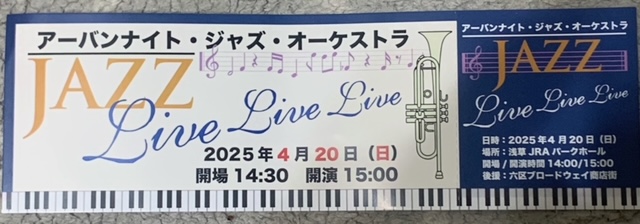 アーバンナイト・ジャズ・オーケストラ
JAZZ
Live Live Live
2025年4月20日（日）
開場 14:30　開演 15:00
アーバンナイト・ジャズ・オーケストラ
JAZZ
Live Live Live
日時：2025年4月20日（日）
場所：浅草JRAパークホール
開場/開演時間 14:00/15:00
後援：六区ブロードウェイ商店街